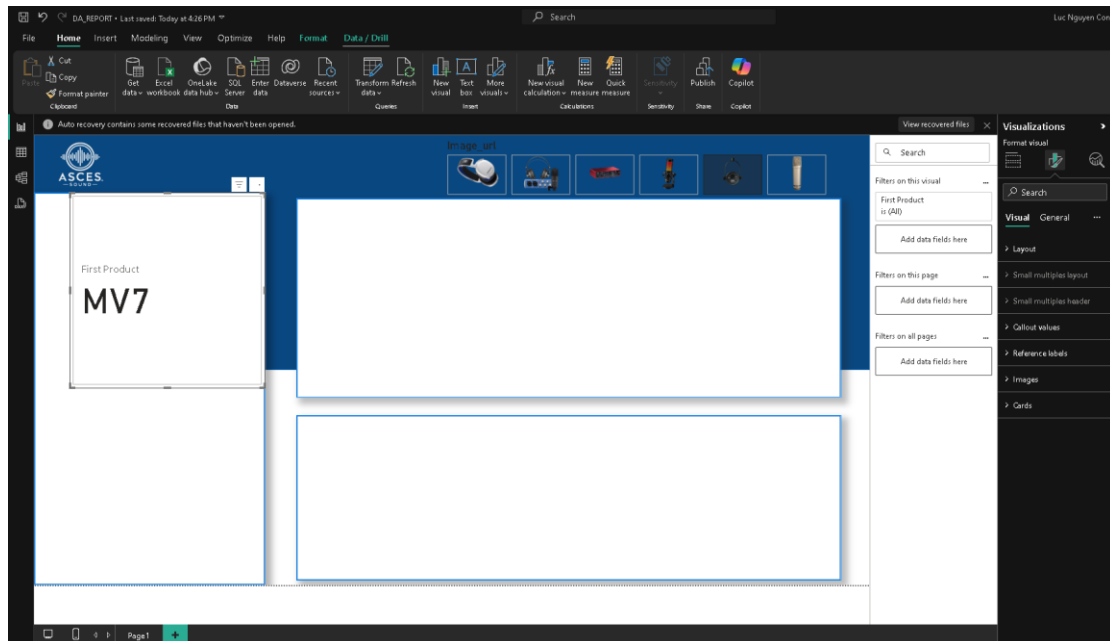 DA_REPORT • Last saved: Today at 4:26 PM
Search
Luc Nguyen Con
File Home Insert Modeling View Optimize Help Format Data / Drill
Paste
Cut
Copy
Format painter
Clipboard
Get data
Excel workbook
OneLake data hub
SQL Server
Enter data
Dataverse
Recent sources
Data
Transform data
Refresh
Queries
New visual
Text box
More visuals
Insert
New visual calculation
New measure
Quick measure
Calculations
Sensitivity
Sensitivity
Publish
Share
Copilot
Copilot
Auto recovery contains some recovered files that haven't been opened.
View recovered files
ASCES.
SOUND
Image_url
First Product
MV7
Search
Filters on this visual
First Product
is (All)
Add data fields here
Filters on this page
Add data fields here
Filters on all pages
Add data fields here
Visualizations
Format visual
Search
Visual General
Layout
Small multiples layout
Small multiples header
Callout values
Reference labels
Images
Cards
Page1